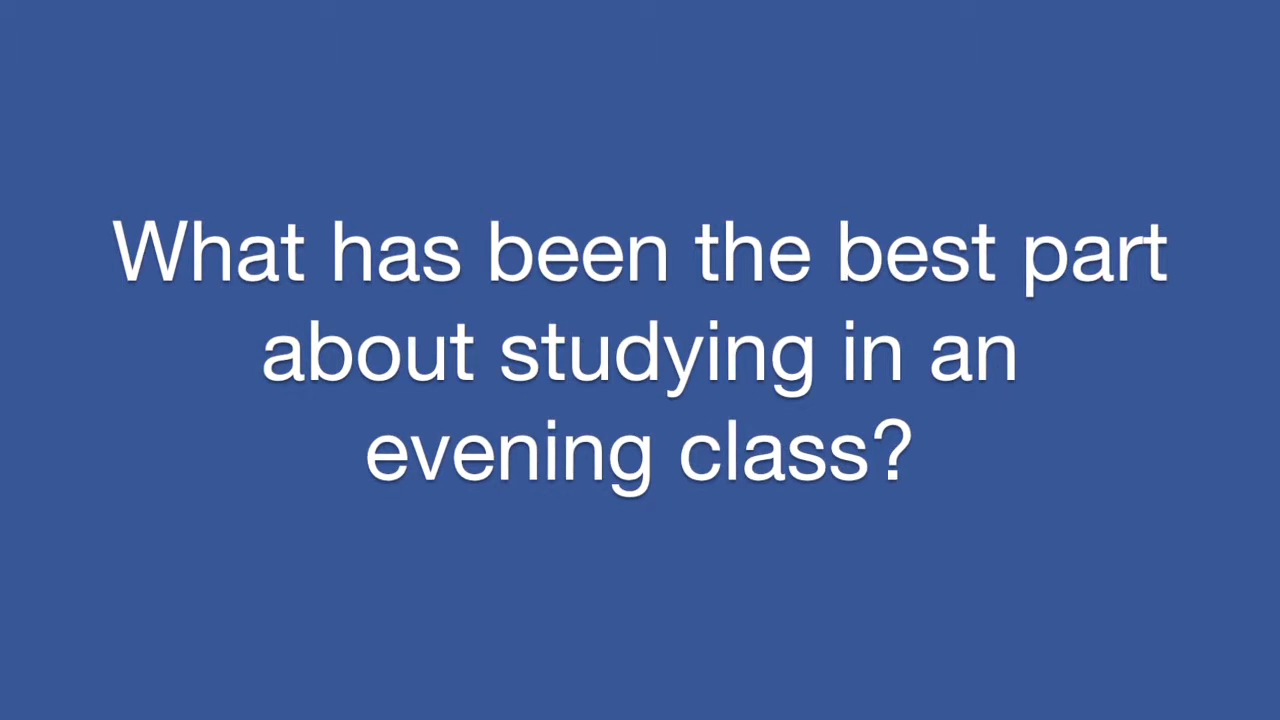 What has been the best part
about studying in an
evening class?